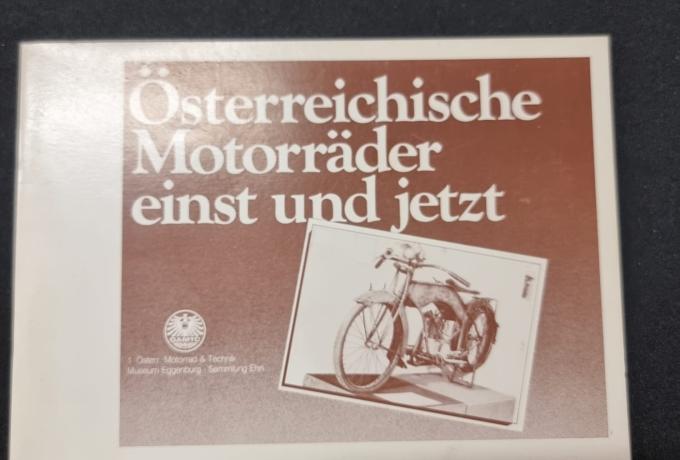 Österreichische
Motorräder
einst und jetzt
ÖAMTC
1. Österr. Motorrad & Technik
Museum Eggenburg · Sammlung Ehn